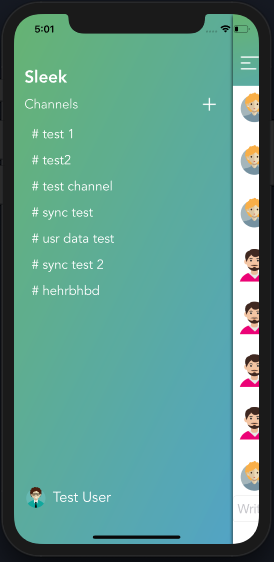 5:01
Sleek
Channels
# test 1
# test2
# test channel
# sync test
# usr data test
# sync test 2
# hehrbhbd
Test User
Writ